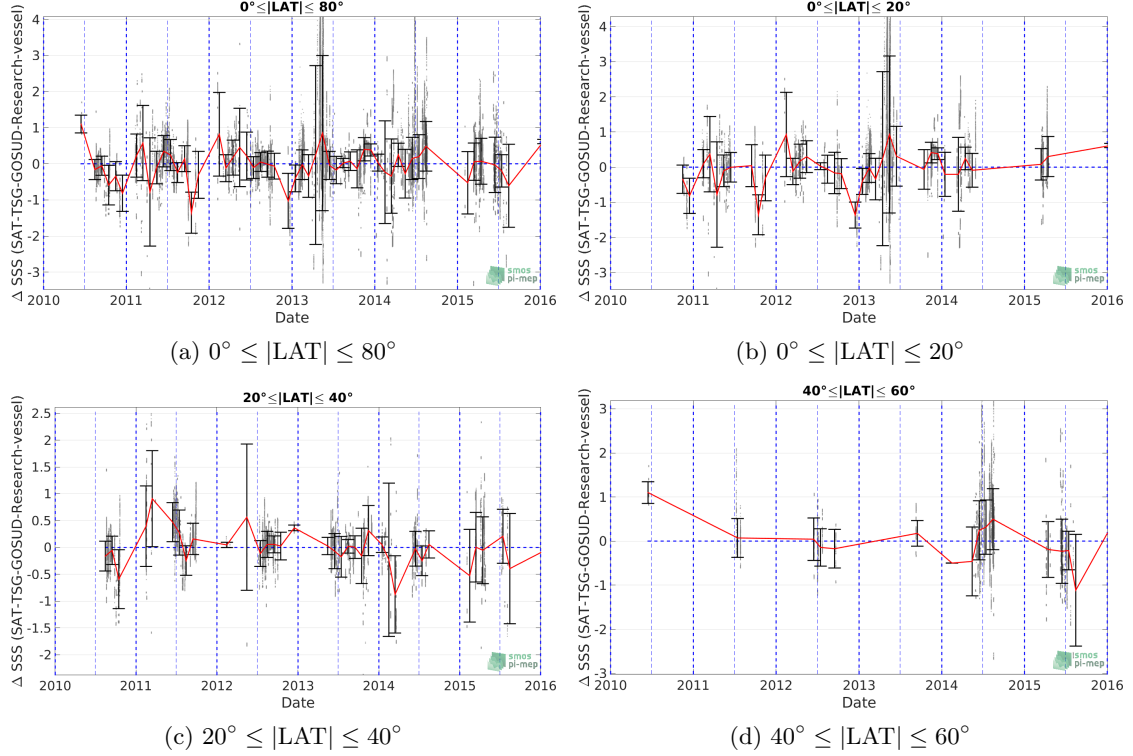 0°≤|LAT|≤ 80°
Δ SSS (SAT-TSG-GOSUD-Research-vessel)
4
3
2
1
0
-1
-2
-3
2010
2011
2012
2013
2014
2015
2016
Date
smos
pi-mep
(a) 0° ≤ |LAT| ≤ 80°
0°≤|LAT|≤ 20°
Δ SSS (SAT-TSG-GOSUD-Research-vessel)
4
3
2
1
0
-1
-2
-3
2010
2011
2012
2013
2014
2015
2016
Date
smos
pi-mep
(b) 0° ≤ |LAT| ≤ 20°
20°≤|LAT|≤ 40°
Δ SSS (SAT-TSG-GOSUD-Research-vessel)
2.5
2
1.5
1
0.5
0
-0.5
-1
-1.5
-2
2010
2011
2012
2013
2014
2015
2016
Date
smos
pi-mep
(c) 20° ≤ |LAT| ≤ 40°
40°≤|LAT|≤ 60°
Δ SSS (SAT-TSG-GOSUD-Research-vessel)
3
2
1
0
-1
-2
-3
2010
2011
2012
2013
2014
2015
2016
Date
smos
pi-mep
(d) 40° ≤ |LAT| ≤ 60°